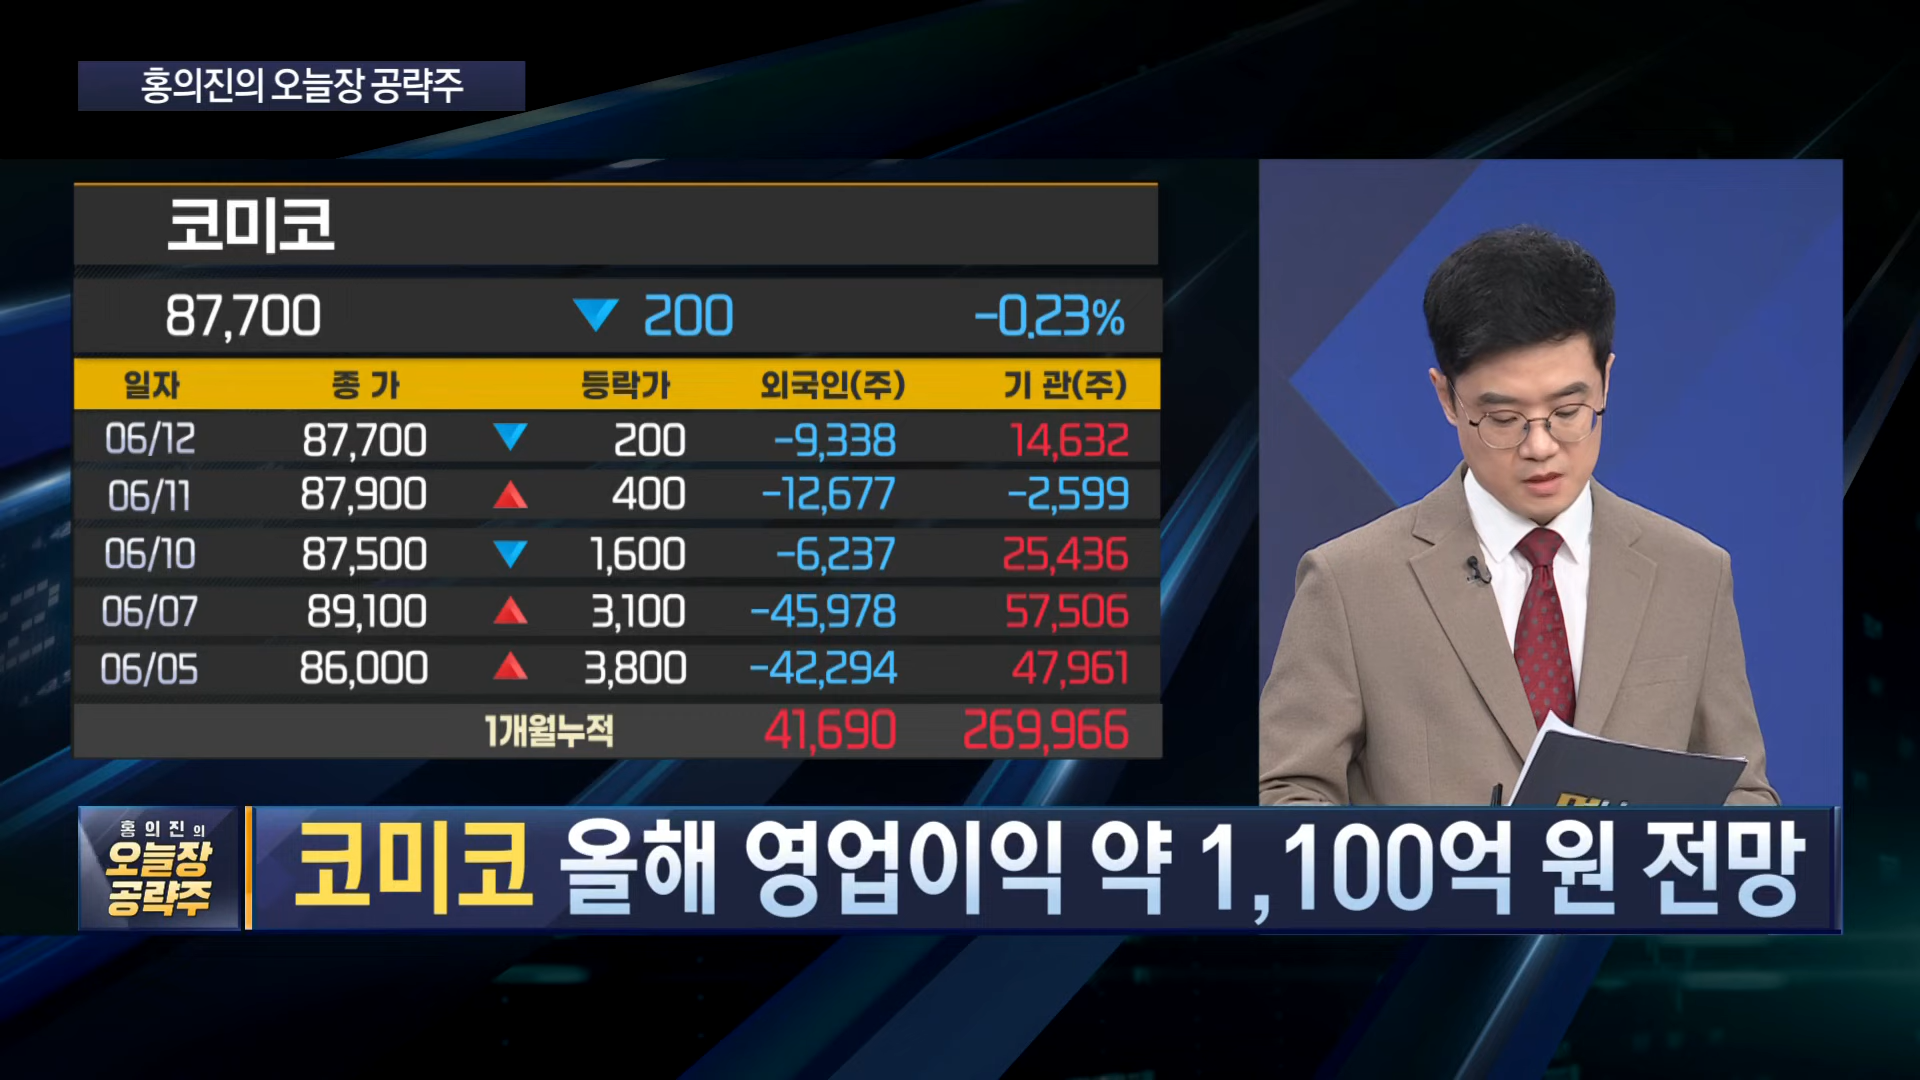 홍의진의 오늘장 공략주
코미코
87,700 ▼ 200 -0.23%
일자 종 가 등락가 외국인(주) 기 관(주)
06/12 87,700 ▼ 200 -9,338 14,632
06/11 87,900 ▲ 400 -12,677 -2,599
06/10 87,500 ▼ 1,600 -6,237 25,436
06/07 89,100 ▲ 3,100 -45,978 57,506
06/05 86,000 ▲ 3,800 -42,294 47,961
1개월누적 41,690 269,966
홍의진의
오늘장
공략주
코미코 올해 영업이익 약 1,100억 원 전망